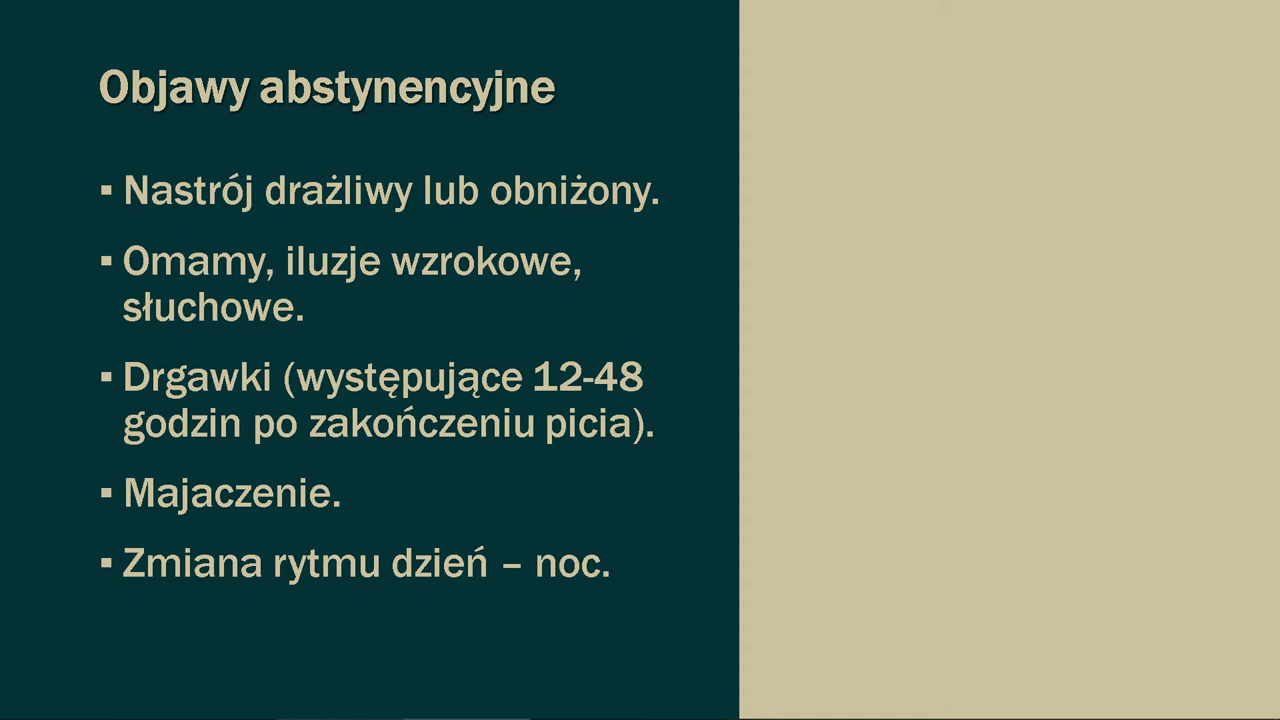 Objawy abstynencyjne
▪ Nastrój drażliwy lub obniżony.
▪ Omamy, iluzje wzrokowe,
słuchowe.
▪ Drgawki (występujące 12-48
godzin po zakończeniu picia).
▪ Majaczenie.
▪ Zmiana rytmu dzień – noc.